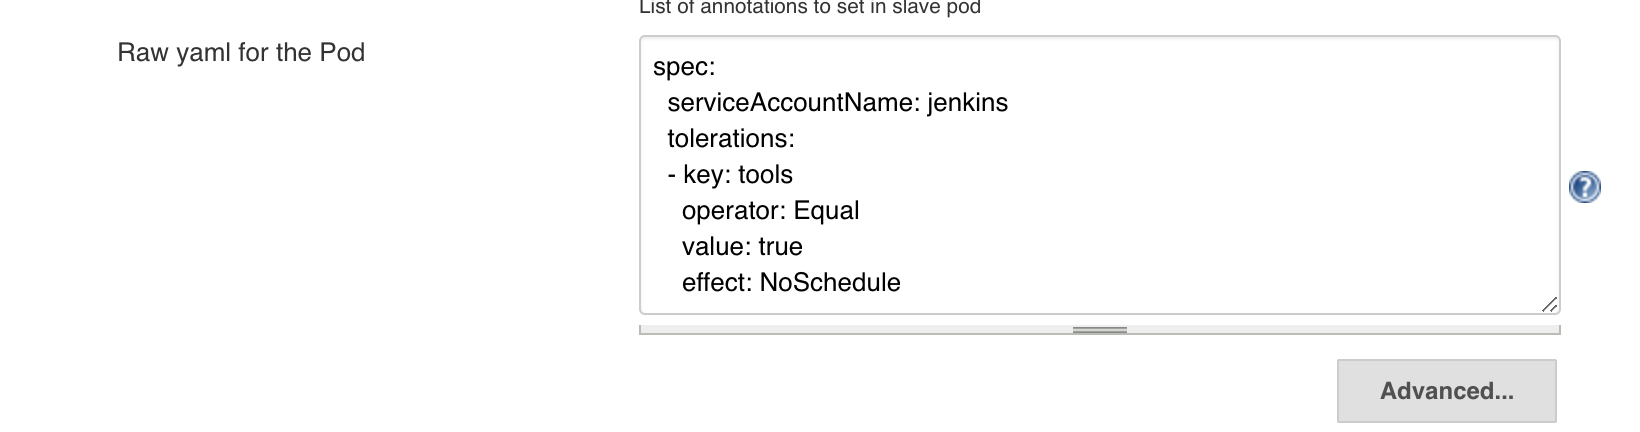 List of annotations to set in slave pod
Raw yaml for the Pod
spec:
  serviceAccountName: jenkins
  tolerations:
  - key: tools
    operator: Equal
    value: true
    effect: NoSchedule
?
Advanced...